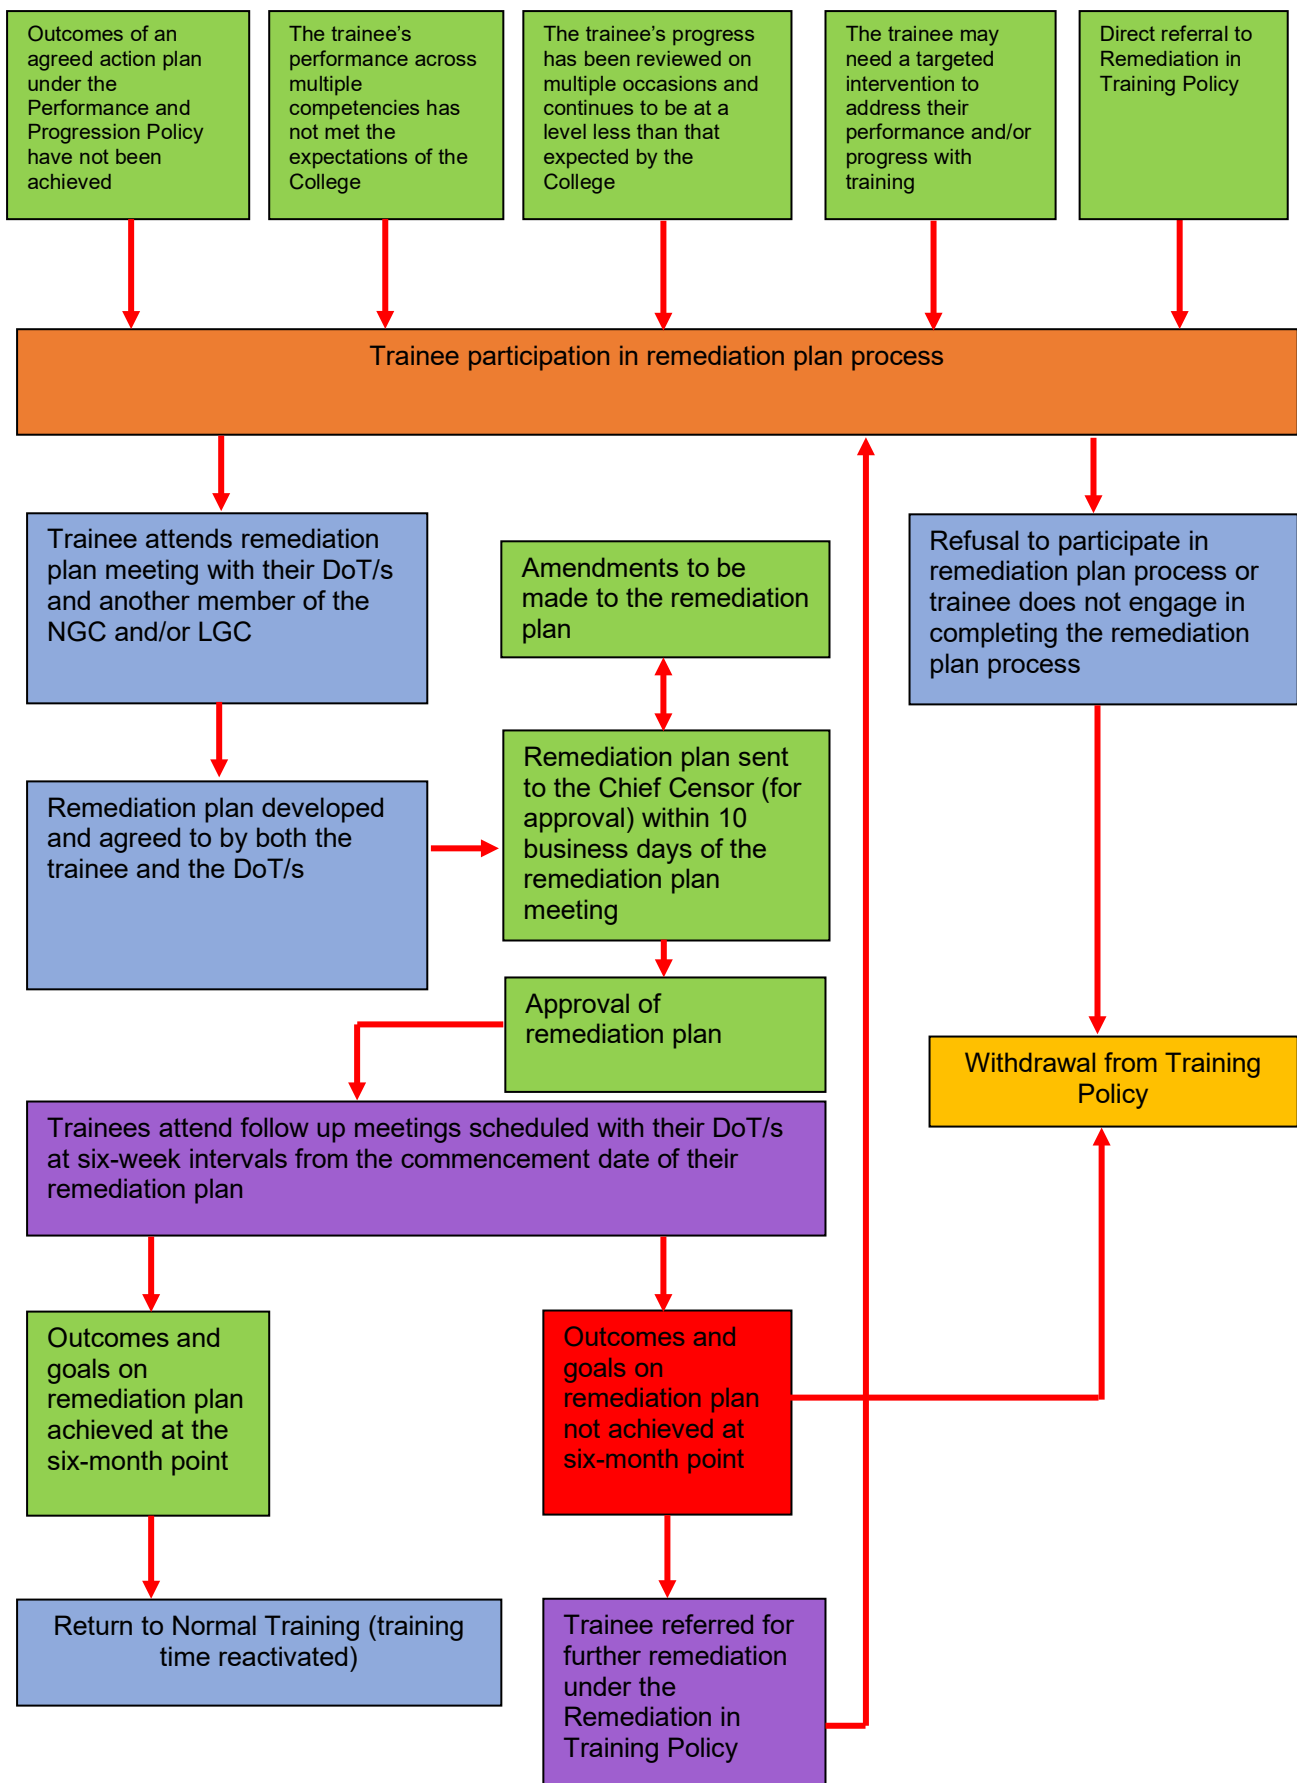 Outcomes of an
agreed action plan
under the
Performance and
Progression Policy
have not been
achieved
The trainee’s
performance across
multiple
competencies has
not met the
expectations of the
College
The trainee’s progress
has been reviewed on
multiple occasions and
continues to be at a
level less than that
expected by the
College
The trainee may
need a targeted
intervention to
address their
performance and/or
progress with
training
Direct referral to
Remediation in
Training Policy
Trainee participation in remediation plan process
Trainee attends remediation
plan meeting with their DoT/s
and another member of the
NGC and/or LGC
Amendments to be
made to the remediation
plan
Refusal to participate in
remediation plan process or
trainee does not engage in
completing the remediation
plan process
Remediation plan developed
and agreed to by both the
trainee and the DoT/s
Remediation plan sent
to the Chief Censor (for
approval) within 10
business days of the
remediation plan
meeting
Approval of
remediation plan
Withdrawal from Training
Policy
Trainees attend follow up meetings scheduled with their DoT/s
at six-week intervals from the commencement date of their
remediation plan
Outcomes and
goals on
remediation plan
achieved at the
six-month point
Outcomes and
goals on
remediation plan
not achieved at
six-month point
Return to Normal Training (training
time reactivated)
Trainee referred for
further remediation
under the
Remediation in
Training Policy